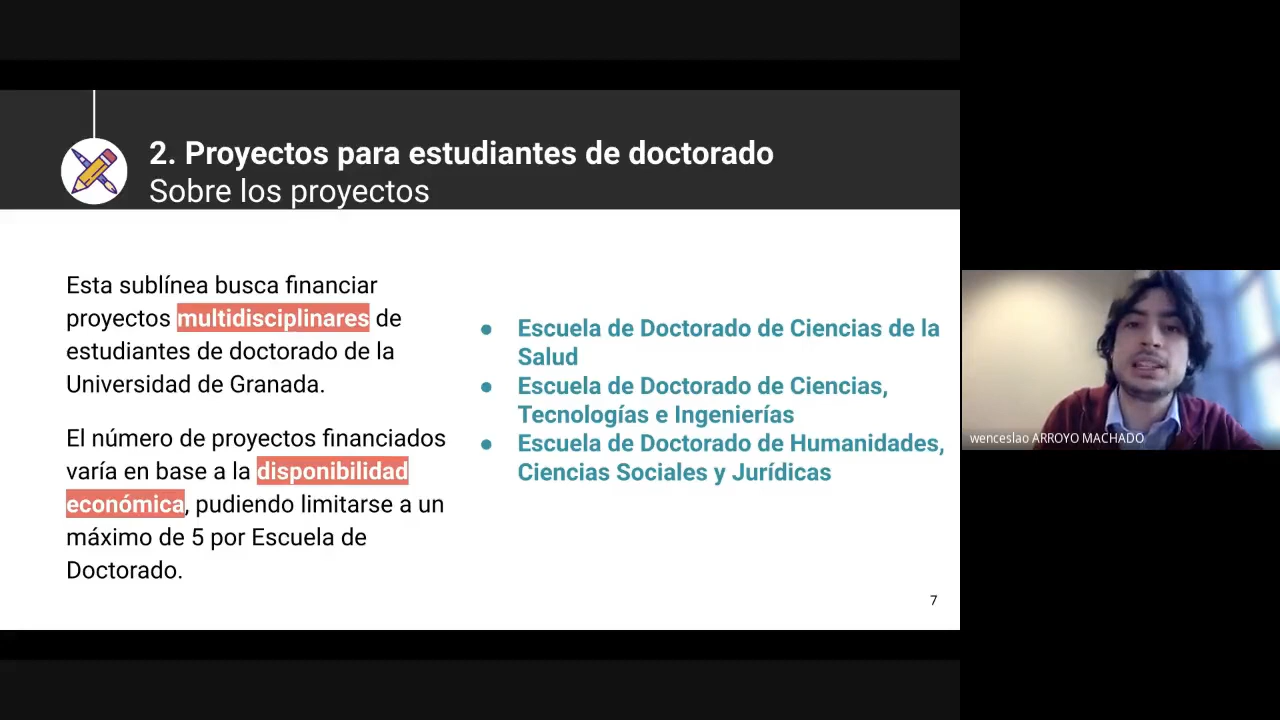 2. Proyectos para estudiantes de doctorado
Sobre los proyectos
Esta sublínea busca financiar
proyectos multidisciplinares de
estudiantes de doctorado de la
Universidad de Granada.
El número de proyectos financiados
varía en base a la disponibilidad
económica, pudiendo limitarse a un
máximo de 5 por Escuela de
Doctorado.
● Escuela de Doctorado de Ciencias de la
Salud
● Escuela de Doctorado de Ciencias,
Tecnologías e Ingenierías
● Escuela de Doctorado de Humanidades,
Ciencias Sociales y Jurídicas
7
wenceslao ARROYO MACHADO